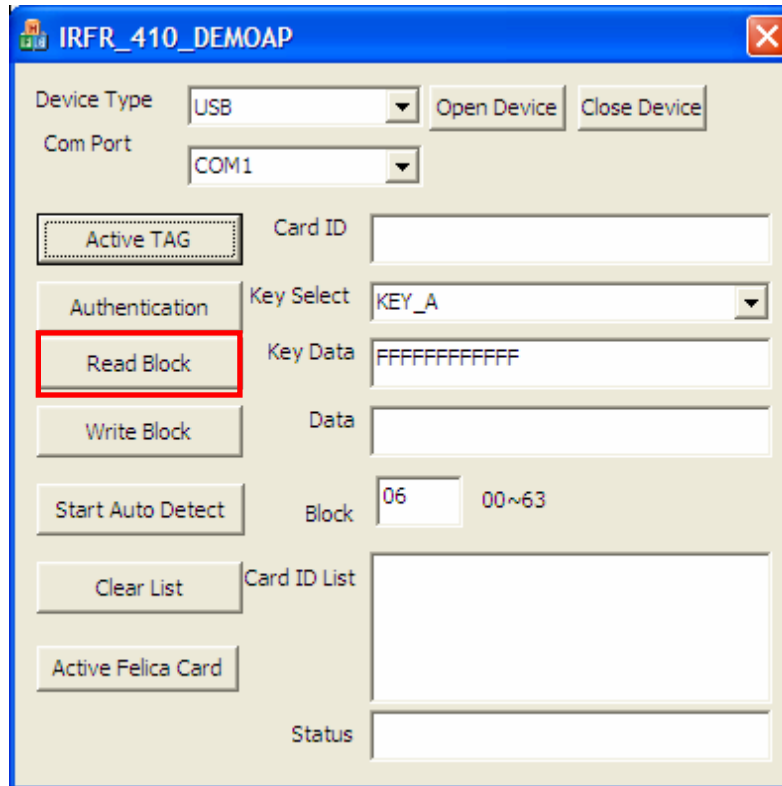 IRFR_410_DEMOAP
Device Type USB Open Device Close Device
Com Port
COM1
Active TAG Card ID
Authentication Key Select KEY_A
Read Block Key Data FFFFFFFFFFFF
Write Block Data
Start Auto Detect Block 06 00~63
Clear List Card ID List
Active Felica Card
Status